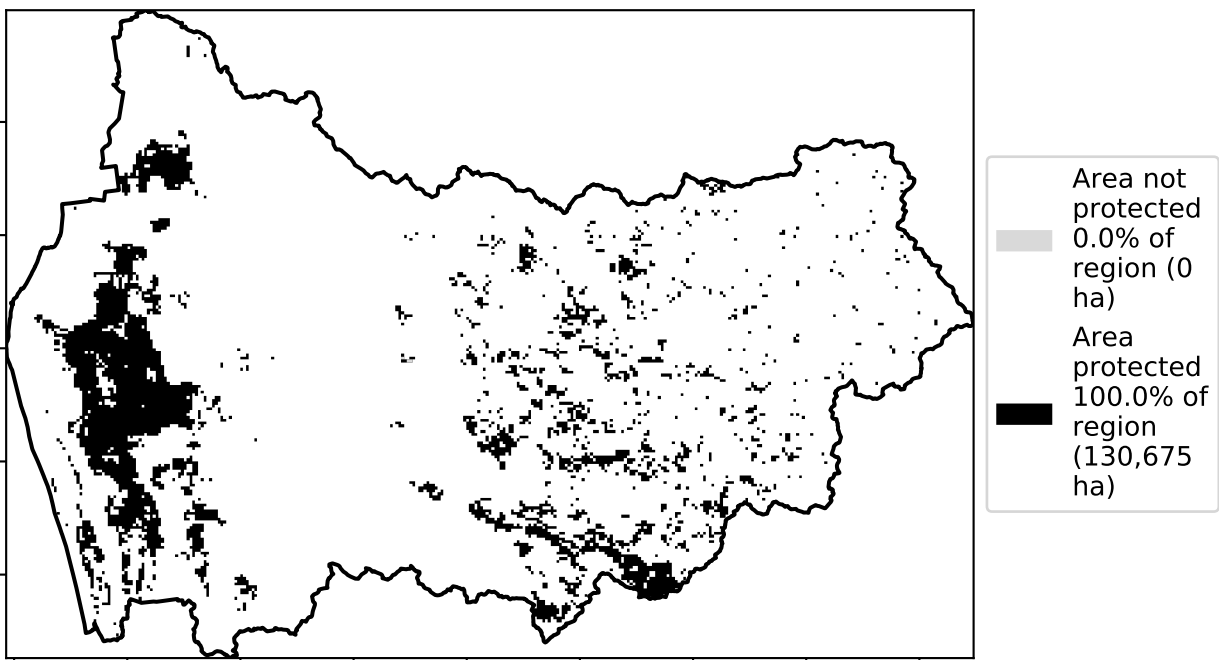 Area not
protected
0.0% of
region (0
ha)
Area
protected
100.0% of
region
(130,675
ha)